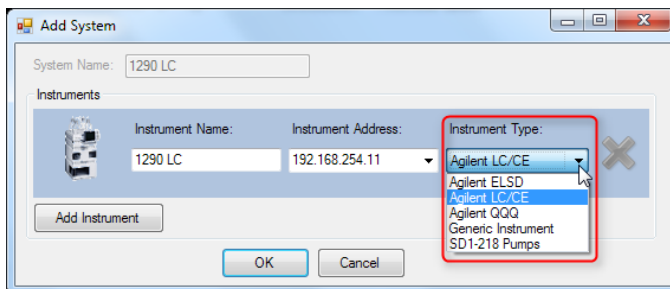 Add System
System Name: 1290 LC
Instruments
Instrument Name: Instrument Address: Instrument Type:
1290 LC 192.168.254.11 Agilent LC/CE
Agilent ELSD
Agilent LC/CE
Agilent QQQ
Generic Instrument
SD1-218 Pumps
Add Instrument
OK Cancel